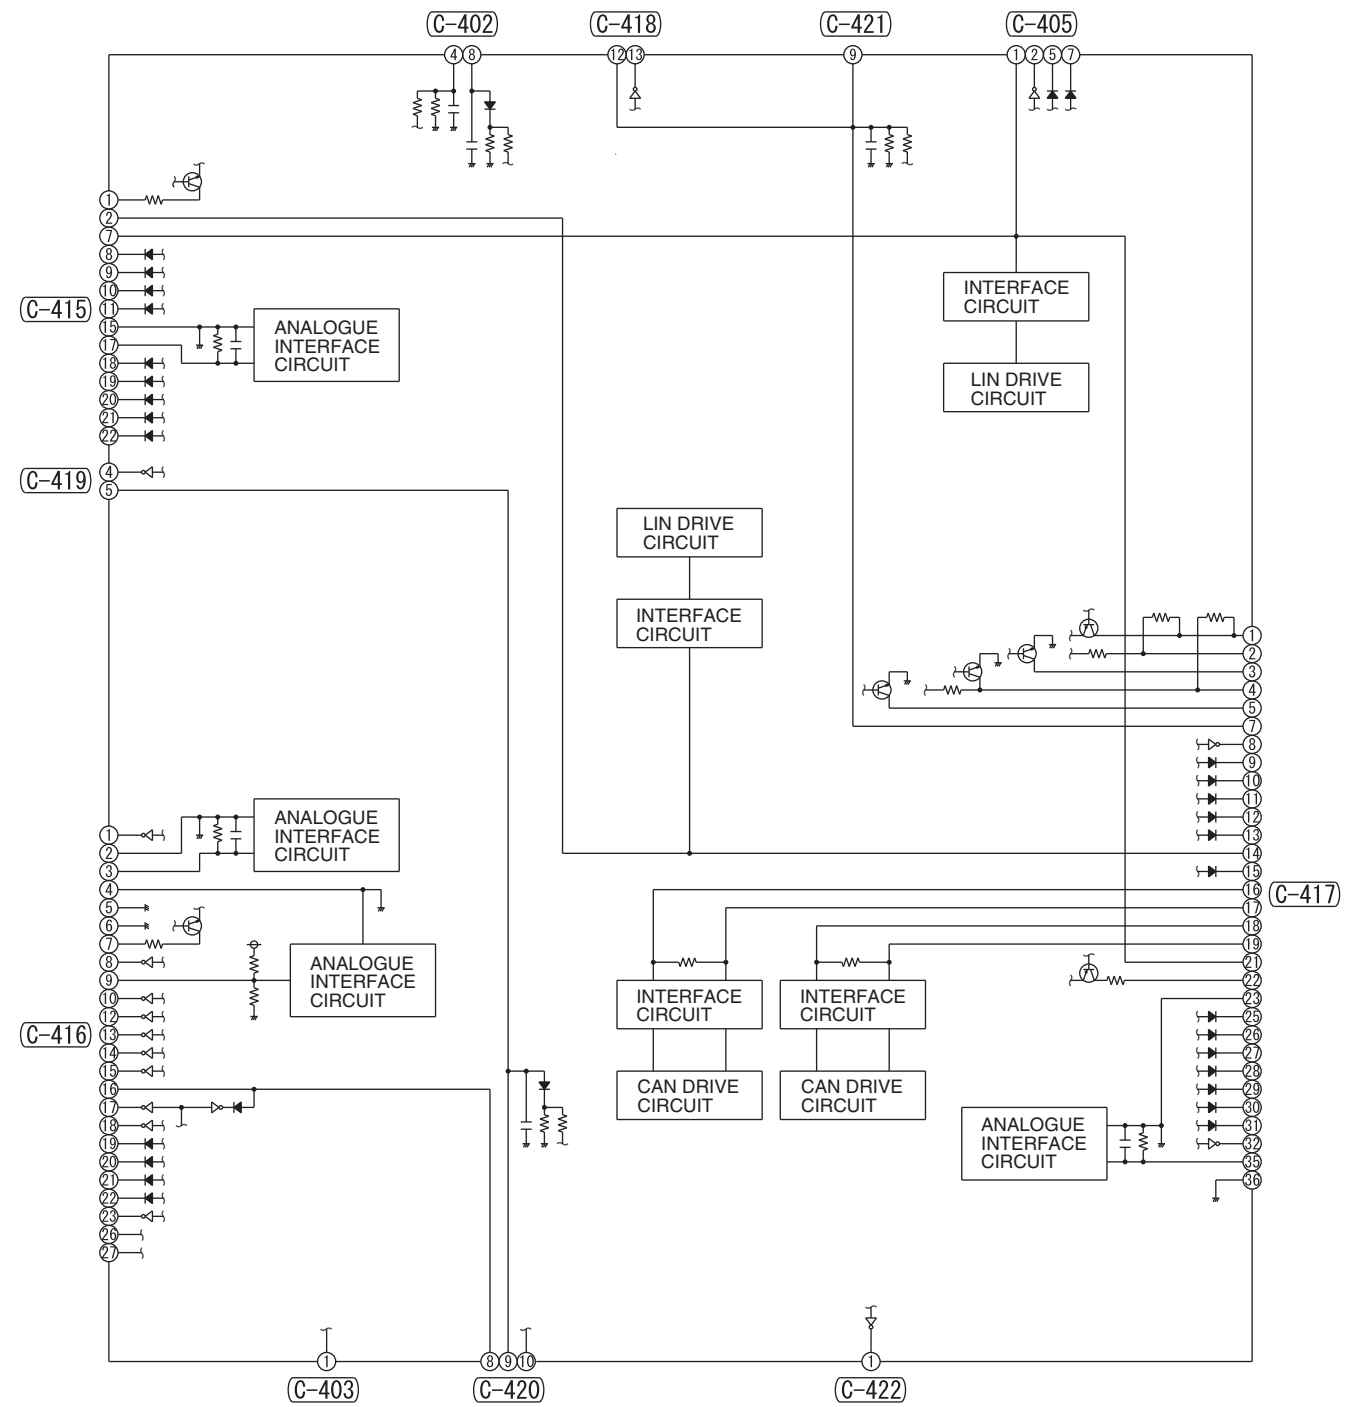 C-402
C-418
C-421
C-405
4 8
12 13
9
1 2 5 7
C-415
1
2
7
8
9
10
11
15
17
18
19
20
21
22
ANALOGUE
INTERFACE
CIRCUIT
INTERFACE
CIRCUIT
LIN DRIVE
CIRCUIT
C-419
4
5
LIN DRIVE
CIRCUIT
INTERFACE
CIRCUIT
C-416
1
2
3
4
5
6
7
8
9
10
12
13
14
15
16
17
18
19
20
21
22
23
26
27
ANALOGUE
INTERFACE
CIRCUIT
ANALOGUE
INTERFACE
CIRCUIT
INTERFACE
CIRCUIT
CAN DRIVE
CIRCUIT
INTERFACE
CIRCUIT
CAN DRIVE
CIRCUIT
ANALOGUE
INTERFACE
CIRCUIT
C-417
1
2
3
4
5
7
8
9
10
11
12
13
14
15
16
17
18
19
21
22
23
25
26
27
28
29
30
31
32
35
36
1
8 9 10
1
C-403
C-420
C-422